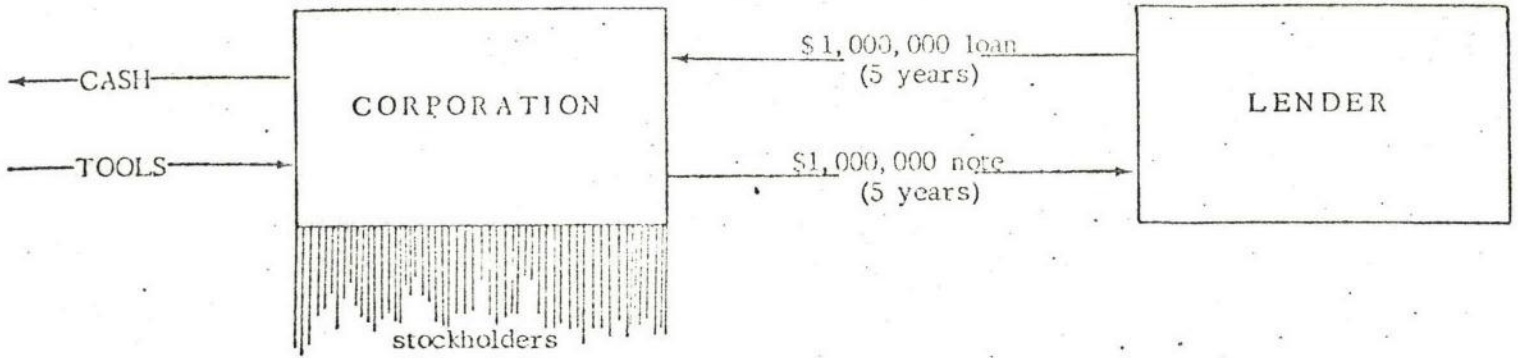 $1,000,000 loan
(5 years)
CASH
CORPORATION
LENDER
TOOLS
$1,000,000 note
(5 years)
stockholders